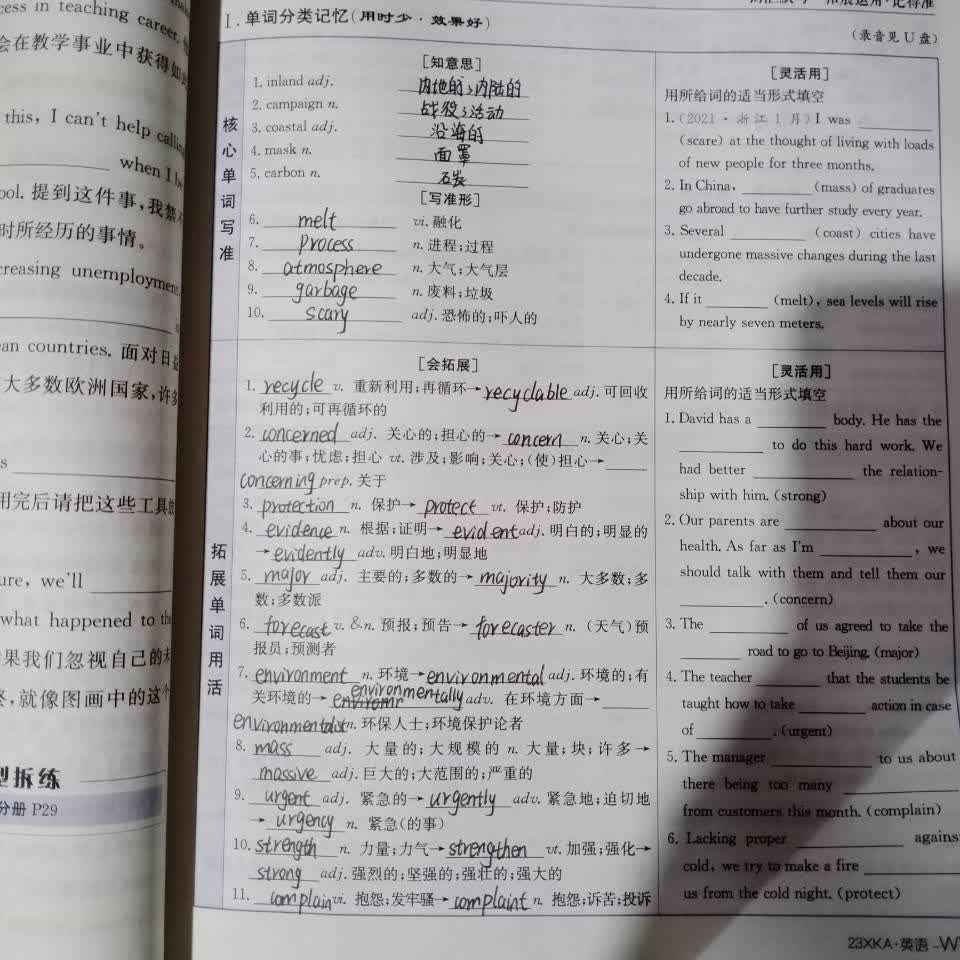 cess in teaching career.
会在教学事业中获得如
this, I can't help calling
when I
ool. 提到这件事,我禁不
时所经历的事情。
creasing unemployment
ean countries. 面对日益
大多数欧洲国家,许多
s
用完后请把这些工具放
ure, we'll
what happened to the
果我们忽视自己的
终,就像图画中的这个
型拆练
分册 P29
Ⅰ. 单词分类记忆(用时少·效果好)
(录音见 U 盘)
核心单词写准
[知意思]
1. inland adj. 内地的;内陆的
2. campaign n. 战役;活动
3. coastal adj. 沿海的
4. mask n. 面罩
5. carbon n. 碳
[写准形]
6. melt vi. 融化
7. process n. 进程;过程
8. atmosphere n. 大气;大气层
9. garbage n. 废料;垃圾
10. scary adj. 恐怖的;吓人的
[灵活用]
用所给词的适当形式填空
1. (2021·浙江1月) I was
(scare) at the thought of living with loads
of new people for three months.
2. In China, (mass) of graduates
go abroad to have further study every year.
3. Several (coast) cities have
undergone massive changes during the last
decade.
4. If it (melt), sea levels will rise
by nearly seven meters.
拓展单词用活
[会拓展]
1. recycle v. 重新利用;再循环→recyclable adj. 可回收
利用的;可再循环的
2. concerned adj. 关心的;担心的→concern n. 关心;关
心的事;忧虑;担心 vt. 涉及;影响;关心;(使)担心→
concerning prep. 关于
3. protection n. 保护→protect vt. 保护;防护
4. evidence n. 根据;证明→evident adj. 明白的;明显的
→evidently adv. 明白地;明显地
5. major adj. 主要的;多数的→majority n. 大多数;多
数;多数派
6. forecast v. &n. 预报;预告→forecaster n. (天气)预
报员;预测者
7. environment n. 环境→environmental adj. 环境的;有
关环境的→environmentally adv. 在环境方面→
environmentalist n. 环保人士;环境保护论者
8. mass adj. 大量的;大规模的 n. 大量;块;许多→
massive adj. 巨大的;大范围的;严重的
9. urgent adj. 紧急的→urgently adv. 紧急地;迫切地
→urgency n. 紧急(的事)
10. strength n. 力量;力气→strengthen vt. 加强;强化→
strong adj. 强烈的;坚强的;强壮的;强大的
11. complain vi. 抱怨;发牢骚→complaint n. 抱怨;诉苦;投诉
[灵活用]
用所给词的适当形式填空
1. David has a body. He has the
to do this hard work. We
had better the relation-
ship with him. (strong)
2. Our parents are about our
health. As far as I'm , we
should talk with them and tell them our
. (concern)
3. The of us agreed to take the
road to go to Beijing. (major)
4. The teacher that the students be
taught how to take action in case
of . (urgent)
5. The manager to us about
there being too many
from customers this month. (complain)
6. Lacking proper agains
cold, we try to make a fire
us from the cold night. (protect)
23XKA·英语